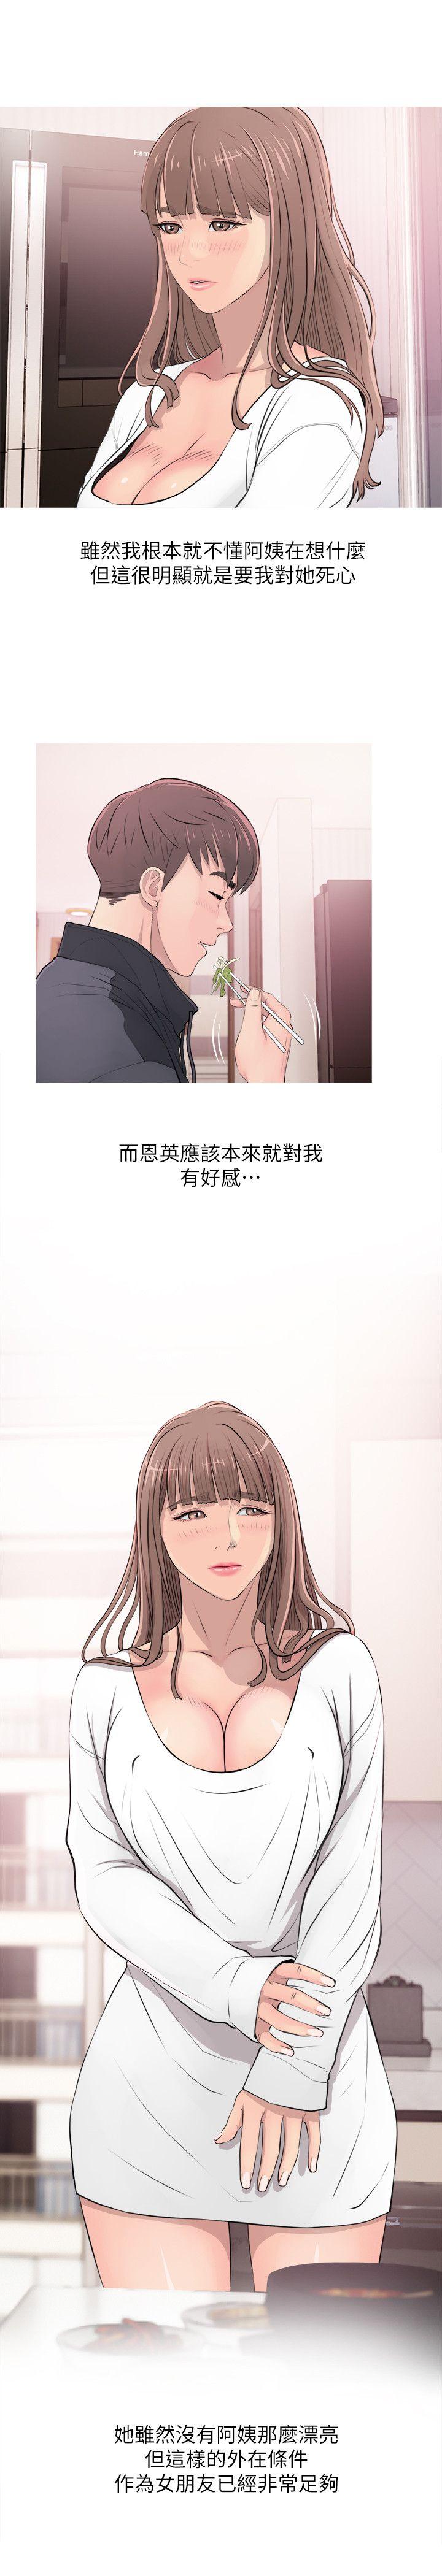 Ham
雖然我根本就不懂阿姨在想什麼
但這很明顯就是要我對她死心
而恩英應該本來就對我
有好感⋯
她雖然沒有阿姨那麼漂亮
但這樣的外在條件
作為女朋友已經非常足夠